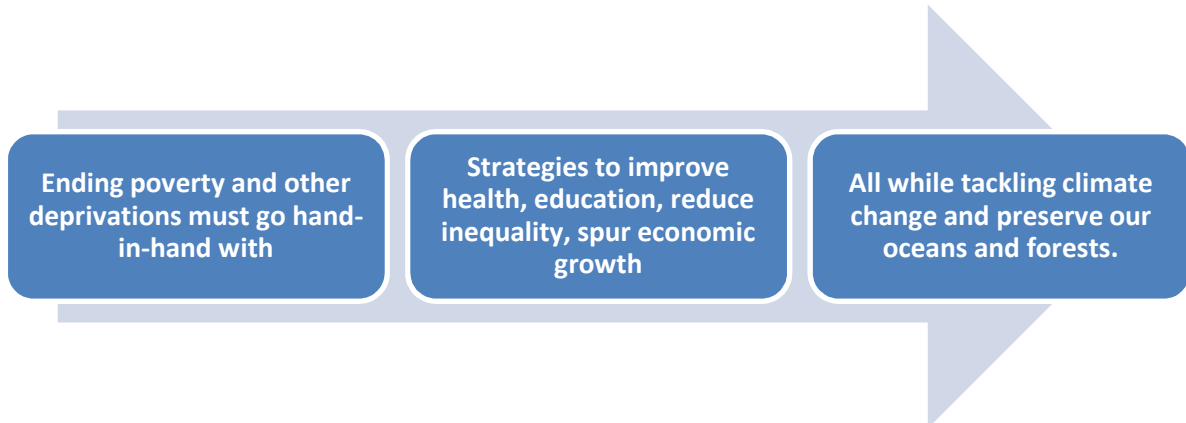 Ending poverty and other
deprivations must go hand-
in-hand with
Strategies to improve
health, education, reduce
inequality, spur economic
growth
All while tackling climate
change and preserve our
oceans and forests.